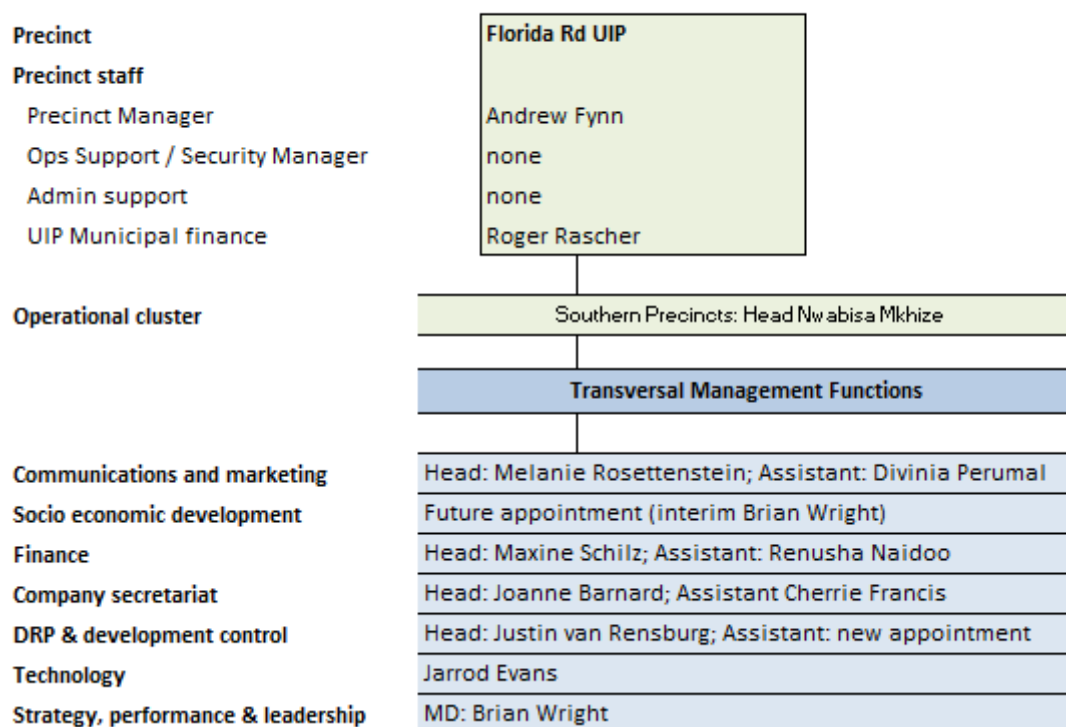 Precinct Florida Rd UIP
Precinct staff
Precinct Manager Andrew Fynn
Ops Support / Security Manager none
Admin support none
UIP Municipal finance Roger Rascher
Operational cluster Southern Precincts: Head Nwabisa Mkhize
Transversal Management Functions
Communications and marketing Head: Melanie Rosettenstein; Assistant: Divinia Perumal
Socio economic development Future appointment (interim Brian Wright)
Finance Head: Maxine Schilz; Assistant: Renusha Naidoo
Company secretariat Head: Joanne Barnard; Assistant Cherrie Francis
DRP & development control Head: Justin van Rensburg; Assistant: new appointment
Technology Jarrod Evans
Strategy, performance & leadership MD: Brian Wright